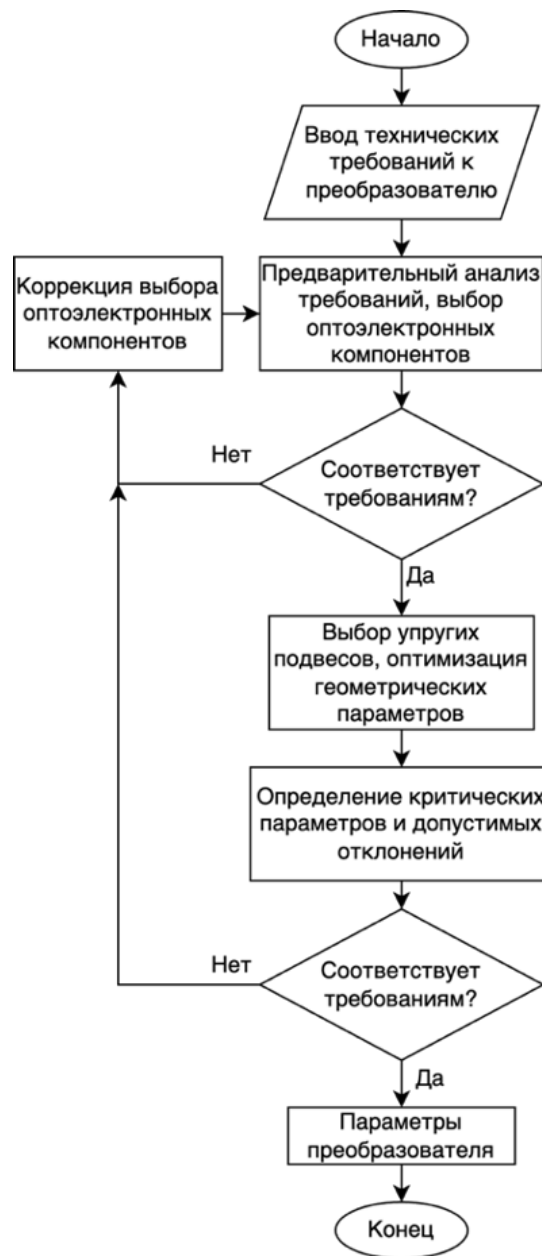 Начало
Ввод технических
требований к
преобразователю
Коррекция выбора
оптоэлектронных
компонентов
Предварительный анализ
требований, выбор
оптоэлектронных
компонентов
Нет
Соответствует
требованиям?
Да
Выбор упругих
подвесов, оптимизация
геометрических
параметров
Определение критических
параметров и допустимых
отклонений
Нет
Соответствует
требованиям?
Да
Параметры
преобразователя
Конец